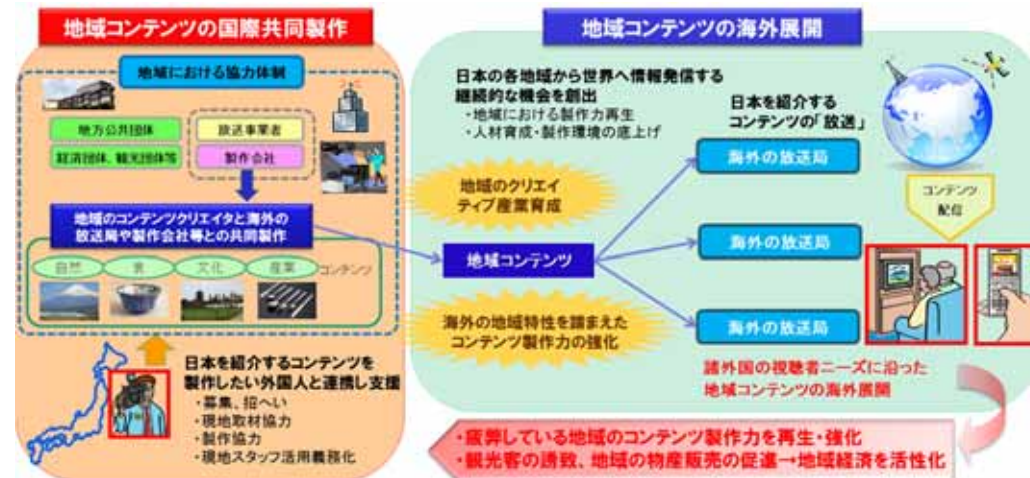 地域コンテンツの国際共同製作
地域における協力体制
地方公共団体
経済団体、観光団体等
放送事業者
製作会社
地域のコンテンツクリエイタと海外の
放送局や製作会社等との共同製作
自然
食
文化
産業
コンテンツ
日本を紹介するコンテンツを
製作したい外国人と連携し支援
・募集、招へい
・現地取材協力
・製作協力
・現地スタッフ活用義務化
地域コンテンツの海外展開
日本の各地域から世界へ情報発信する
継続的な機会を創出
・地域における製作力再生
・人材育成・製作環境の底上げ
地域のクリエイ
ティブ産業育成
地域コンテンツ
海外の地域特性を踏まえた
コンテンツ製作力の強化
日本を紹介する
コンテンツの「放送」
海外の放送局
海外の放送局
海外の放送局
コンテンツ
配信
諸外国の視聴者ニーズに沿った
地域コンテンツの海外展開
・疲弊している地域のコンテンツ製作力を再生・強化
・観光客の誘致、地域の物産販売の促進→地域経済を活性化